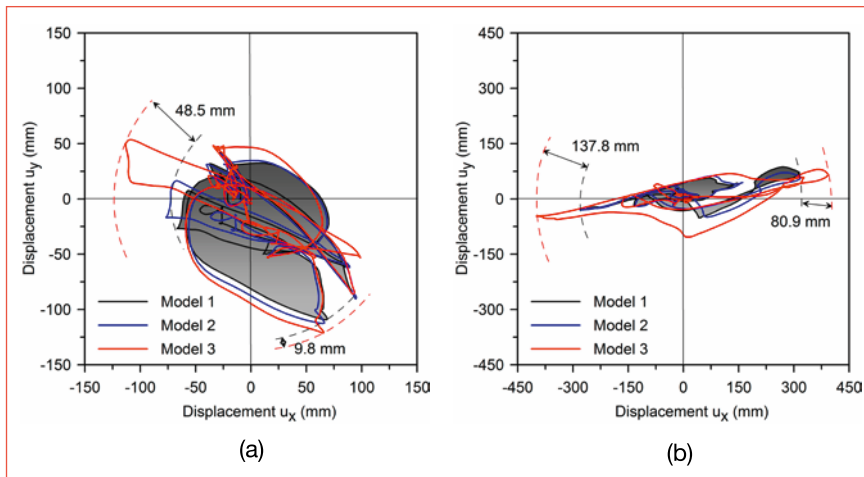 150
100
50
0
-50
-100
-150
-150 -100 -50 0 50 100 150
Displacement uy (mm)
Displacement ux (mm)
48.5 mm
9.8 mm
Model 1
Model 2
Model 3
(a)
450
300
150
0
-150
-300
-450
-450 -300 -150 0 150 300 450
Displacement uy (mm)
Displacement ux (mm)
137.8 mm
80.9 mm
Model 1
Model 2
Model 3
(b)